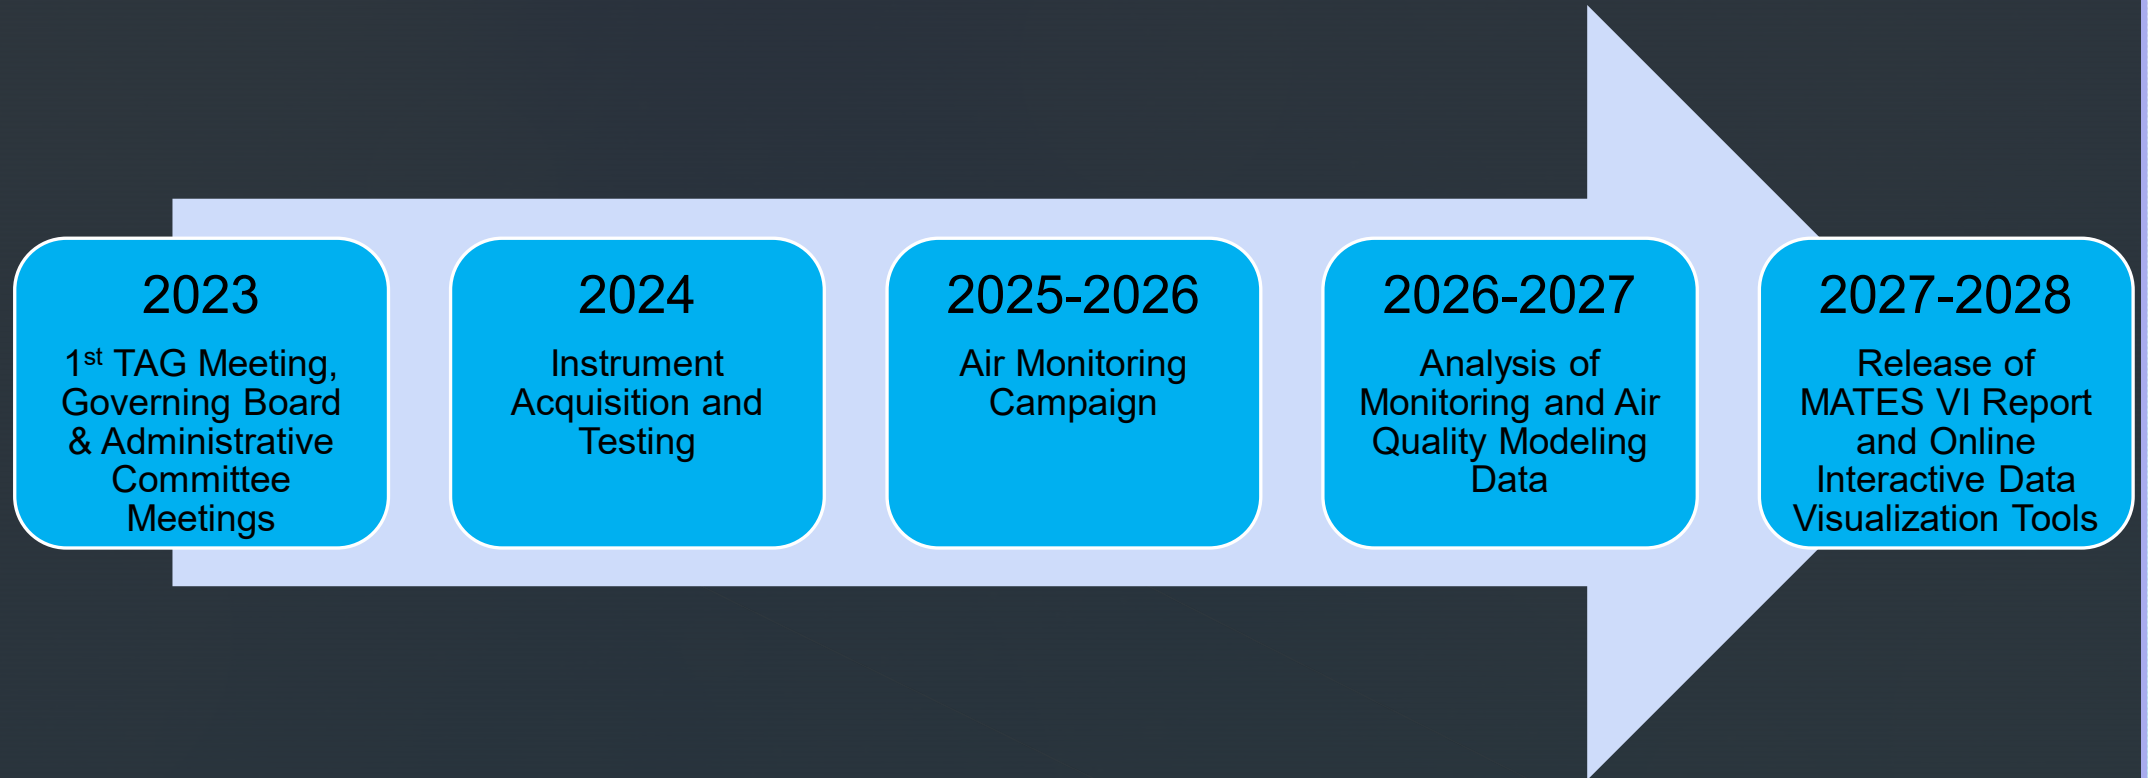 2023
1st TAG Meeting,
Governing Board
& Administrative
Committee
Meetings
2024
Instrument
Acquisition and
Testing
2025-2026
Air Monitoring
Campaign
2026-2027
Analysis of
Monitoring and Air
Quality Modeling
Data
2027-2028
Release of
MATES VI Report
and Online
Interactive Data
Visualization Tools